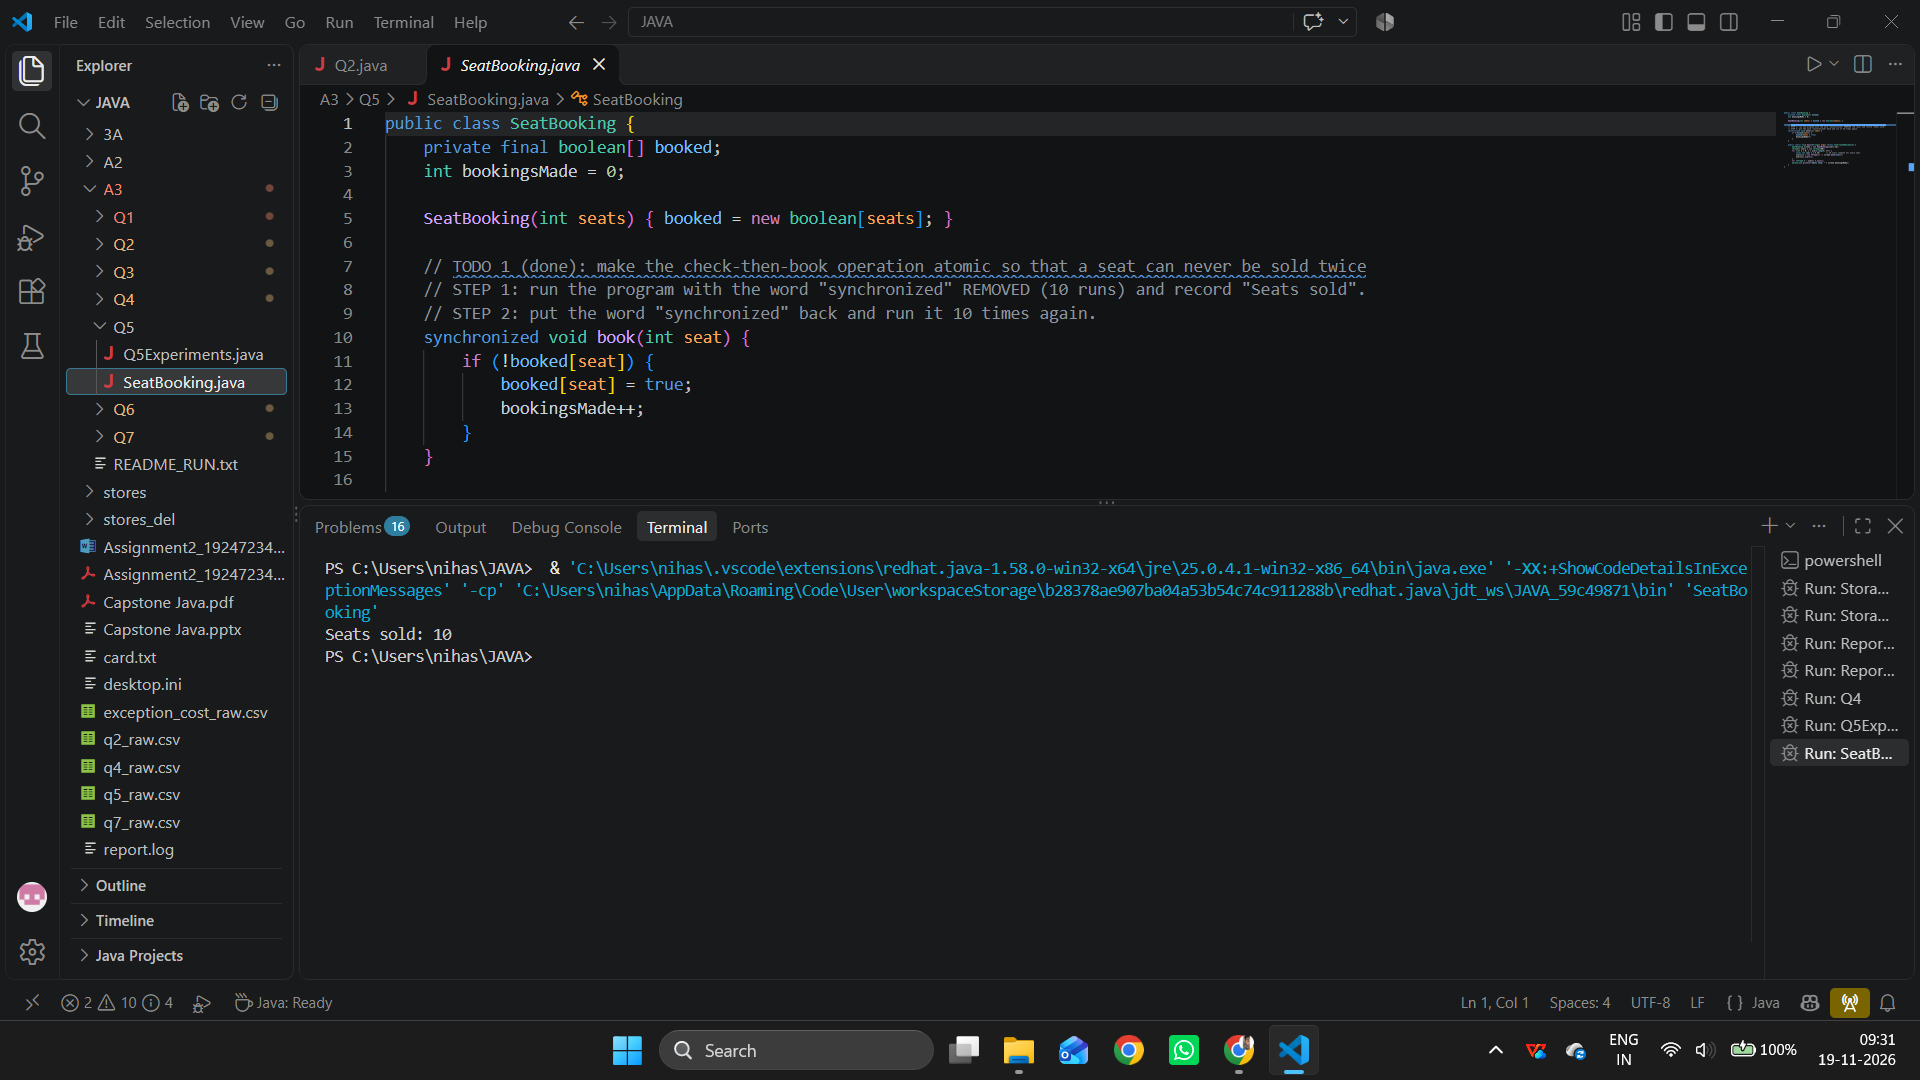 File Edit Selection View Go Run Terminal Help
JAVA
Explorer
JAVA
3A
A2
A3
Q1
Q2
Q3
Q4
Q5
Q5Experiments.java
SeatBooking.java
Q6
Q7
README_RUN.txt
stores
stores_del
Assignment2_19247234...
Assignment2_19247234...
Capstone Java.pdf
Capstone Java.pptx
card.txt
desktop.ini
exception_cost_raw.csv
q2_raw.csv
q4_raw.csv
q5_raw.csv
q7_raw.csv
report.log
Outline
Timeline
Java Projects
Q2.java
SeatBooking.java
A3 > Q5 > SeatBooking.java > SeatBooking
1 public class SeatBooking {
2 private final boolean[] booked;
3 int bookingsMade = 0;
4
5 SeatBooking(int seats) { booked = new boolean[seats]; }
6
7 // TODO 1 (done): make the check-then-book operation atomic so that a seat can never be sold twice
8 // STEP 1: run the program with the word "synchronized" REMOVED (10 runs) and record "Seats sold".
9 // STEP 2: put the word "synchronized" back and run it 10 times again.
10 synchronized void book(int seat) {
11 if (!booked[seat]) {
12 booked[seat] = true;
13 bookingsMade++;
14 }
15 }
16
Problems 16 Output Debug Console Terminal Ports
PS C:\Users\nihas\JAVA> & 'C:\Users\nihas\.vscode\extensions\redhat.java-1.58.0-win32-x64\jre\25.0.4.1-win32-x86_64\bin\java.exe' '-XX:+ShowCodeDetailsInExce
ptionMessages' '-cp' 'C:\Users\nihas\AppData\Roaming\Code\User\workspaceStorage\b28378ae907ba04a53b54c74c911288b\redhat.java\jdt_ws\JAVA_59c49871\bin' 'SeatBo
oking'
Seats sold: 10
PS C:\Users\nihas\JAVA>
powershell
Run: Stora...
Run: Stora...
Run: Repor...
Run: Repor...
Run: Q4
Run: Q5Exp...
Run: SeatB...
2 10 4 Java: Ready
Ln 1, Col 1 Spaces: 4 UTF-8 LF { } Java
Search
ENG
IN
100%
09:31
19-11-2026